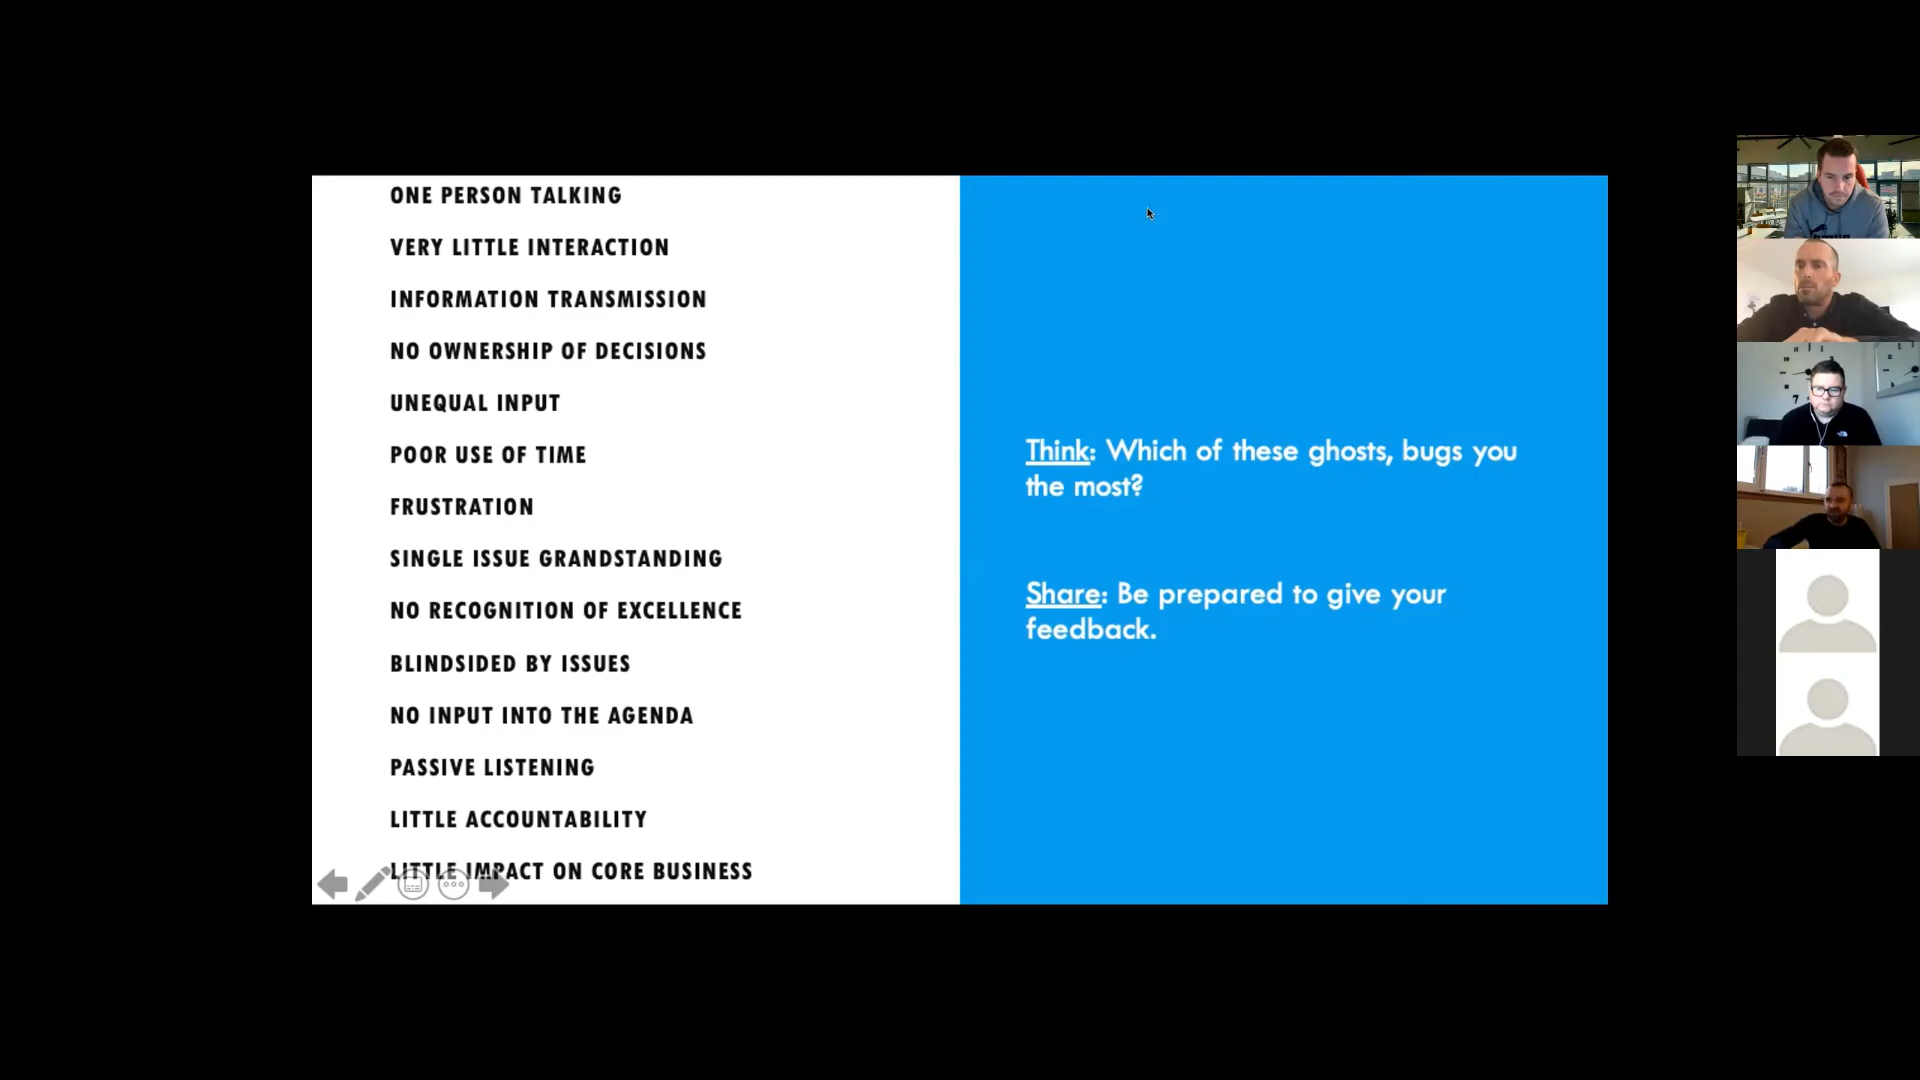 ONE PERSON TALKING
VERY LITTLE INTERACTION
INFORMATION TRANSMISSION
NO OWNERSHIP OF DECISIONS
UNEQUAL INPUT
POOR USE OF TIME
FRUSTRATION
SINGLE ISSUE GRANDSTANDING
NO RECOGNITION OF EXCELLENCE
BLINDSIDED BY ISSUES
NO INPUT INTO THE AGENDA
PASSIVE LISTENING
LITTLE ACCOUNTABILITY
LITTLE IMPACT ON CORE BUSINESS
Think: Which of these ghosts, bugs you
the most?
Share: Be prepared to give your
feedback.